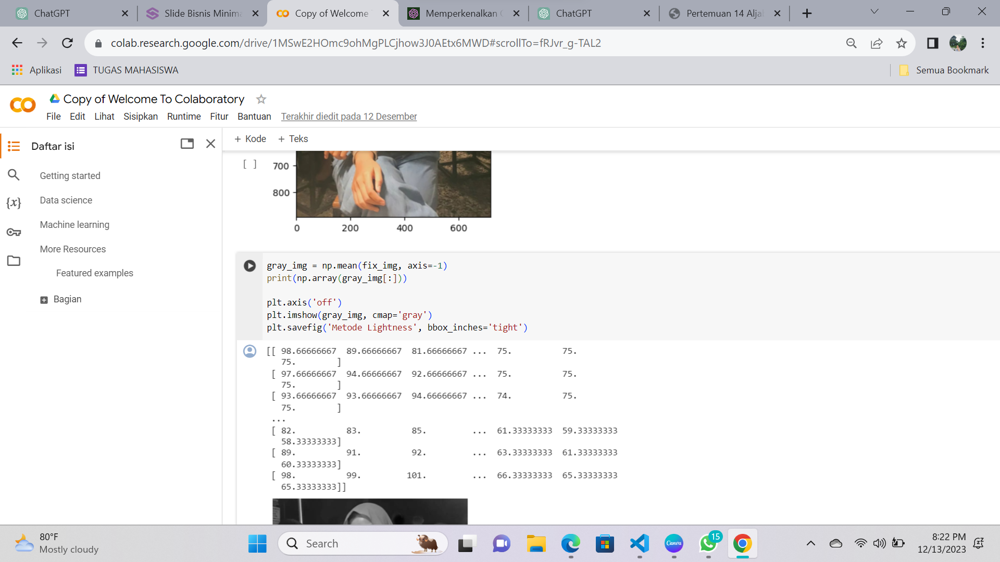 ChatGPT
Slide Bisnis Minima
Copy of Welcome
Memperkenalkan
ChatGPT
Pertemuan 14 Alja
colab.research.google.com/drive/1MSwE2HOmc9ohMgPLCjhow3J0AEtx6MWD#scrollTo=fRJvr_g-TAL2
Aplikasi
TUGAS MAHASISWA
Semua Bookmark
Copy of Welcome To Colaboratory
File Edit Lihat Sisipkan Runtime Fitur Bantuan Terakhir diedit pada 12 Desember
Daftar isi
+ Kode + Teks
Getting started
Data science
Machine learning
More Resources
Featured examples
Bagian
{x}
[ ]
700
800
0 200 400 600
gray_img = np.mean(fix_img, axis=-1)
print(np.array(gray_img[:]))
plt.axis('off')
plt.imshow(gray_img, cmap='gray')
plt.savefig('Metode Lightness', bbox_inches='tight')
[[ 98.66666667 89.66666667 81.66666667 ... 75. 75.
75. ]
[ 97.66666667 94.66666667 92.66666667 ... 75. 75.
75. ]
[ 93.66666667 93.66666667 94.66666667 ... 74. 75.
75. ]
...
[ 82. 83. 85. ... 61.33333333 59.33333333
58.33333333]
[ 89. 91. 92. ... 63.33333333 61.33333333
60.33333333]
[ 98. 99. 101. ... 66.33333333 65.33333333
65.33333333]]
80°F
Mostly cloudy
Search
Canva
15
8:22 PM
12/13/2023